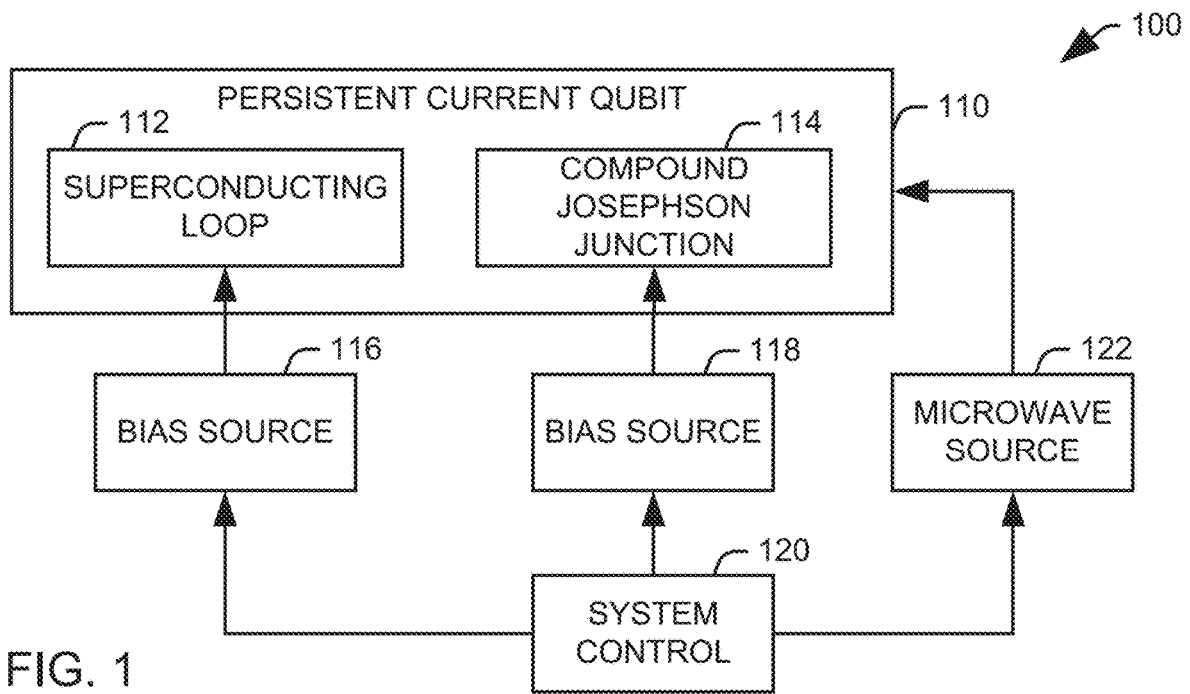 100
PERSISTENT CURRENT QUBIT
110
112
114
SUPERCONDUCTING
LOOP
COMPOUND
JOSEPHSON
JUNCTION
116
118
122
BIAS SOURCE
BIAS SOURCE
MICROWAVE
SOURCE
120
SYSTEM
CONTROL
FIG. 1